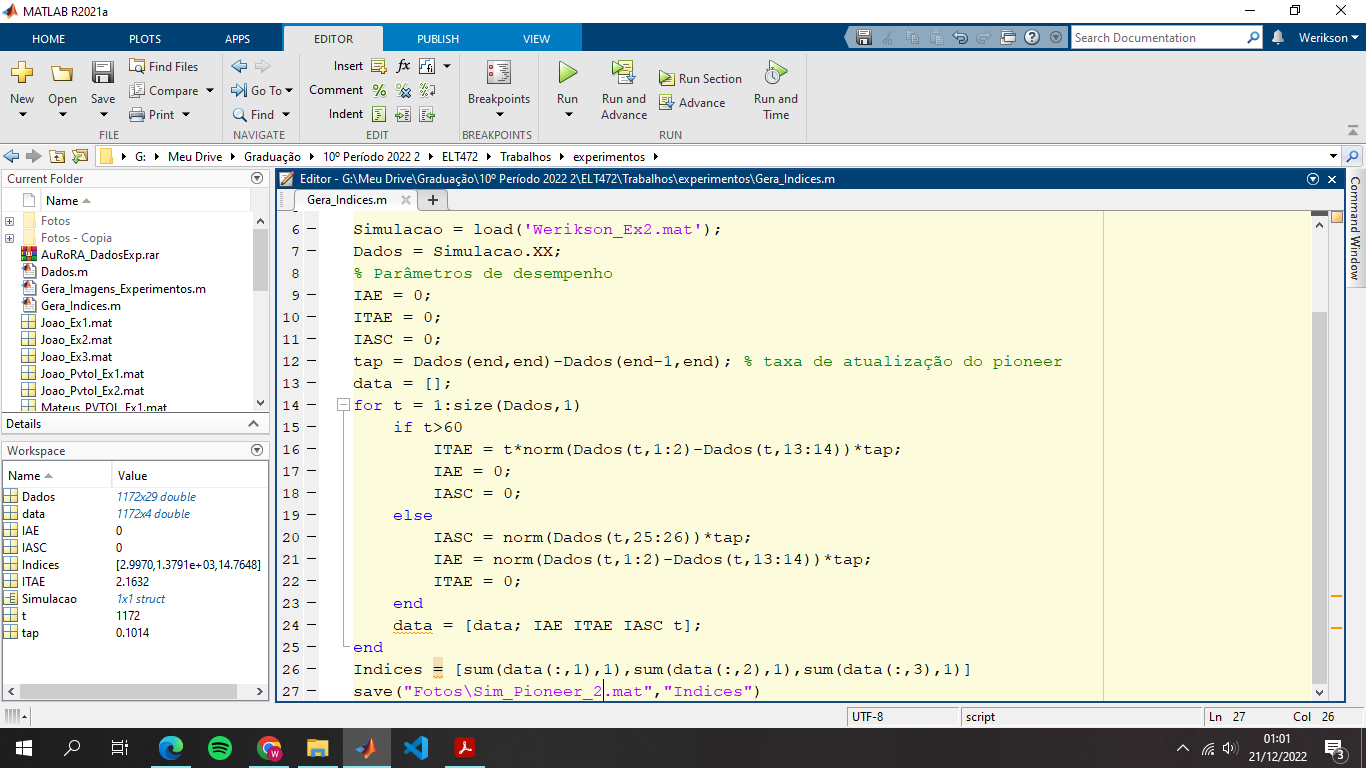 MATLAB R2021a
HOME PLOTS APPS EDITOR PUBLISH VIEW Search Documentation Werikson
New Open Save Find Files Compare Print Go To Find Insert fx Comment Indent Breakpoints Run Run and Advance Run Section Advance Run and Time
FILE NAVIGATE EDIT BREAKPOINTS RUN
G: Meu Drive Graduação 10º Período 2022 2 ELT472 Trabalhos experimentos
Current Folder
Name
Fotos
Fotos - Copia
AuRoRA_DadosExp.rar
Dados.m
Gera_Imagens_Experimentos.m
Gera_Indices.m
Joao_Ex1.mat
Joao_Ex2.mat
Joao_Ex3.mat
Joao_Pvtol_Ex1.mat
Joao_Pvtol_Ex2.mat
Mateus_PVTOL_Ex1.mat
Details
Workspace
Name Value
Dados 1172x29 double
data 1172x4 double
IAE 0
IASC 0
Indices [2.9970,1.3791e+03,14.7648]
ITAE 2.1632
Simulacao 1x1 struct
t 1172
tap 0.1014
Editor - G:\Meu Drive\Graduação\10º Período 2022 2\ELT472\Trabalhos\experimentos\Gera_Indices.m
Gera_Indices.m
6 Simulacao = load('Werikson_Ex2.mat');
7 Dados = Simulacao.XX;
8 % Parâmetros de desempenho
9 IAE = 0;
10 ITAE = 0;
11 IASC = 0;
12 tap = Dados(end,end)-Dados(end-1,end); % taxa de atualização do pioneer
13 data = [];
14 for t = 1:size(Dados,1)
15 if t>60
16 ITAE = t*norm(Dados(t,1:2)-Dados(t,13:14))*tap;
17 IAE = 0;
18 IASC = 0;
19 else
20 IASC = norm(Dados(t,25:26))*tap;
21 IAE = norm(Dados(t,1:2)-Dados(t,13:14))*tap;
22 ITAE = 0;
23 end
24 data = [data; IAE ITAE IASC t];
25 end
26 Indices = [sum(data(:,1),1),sum(data(:,2),1),sum(data(:,3),1)]
27 save("Fotos\Sim_Pioneer_2.mat","Indices")
Command Window
UTF-8 script Ln 27 Col 26
01:01
21/12/2022
3